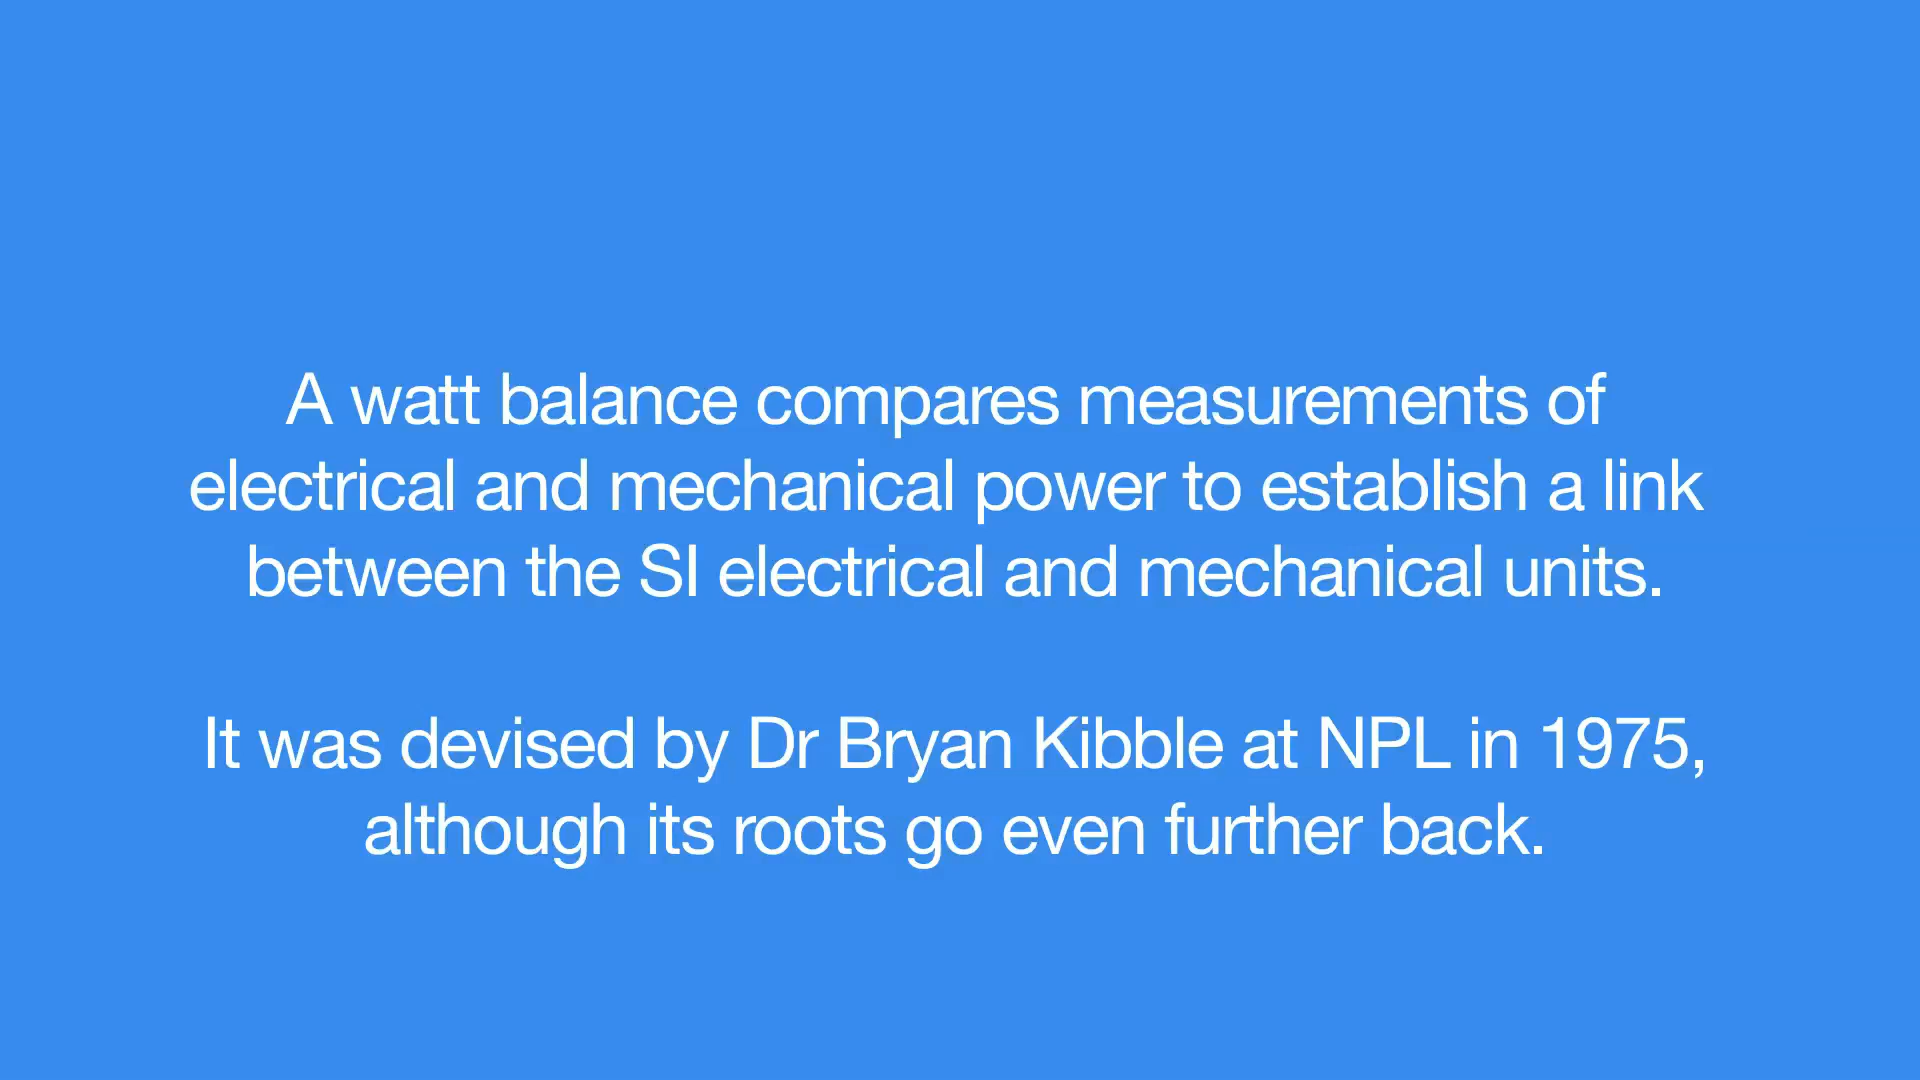 A watt balance compares measurements of
electrical and mechanical power to establish a link
between the SI electrical and mechanical units.
It was devised by Dr Bryan Kibble at NPL in 1975,
although its roots go even further back.